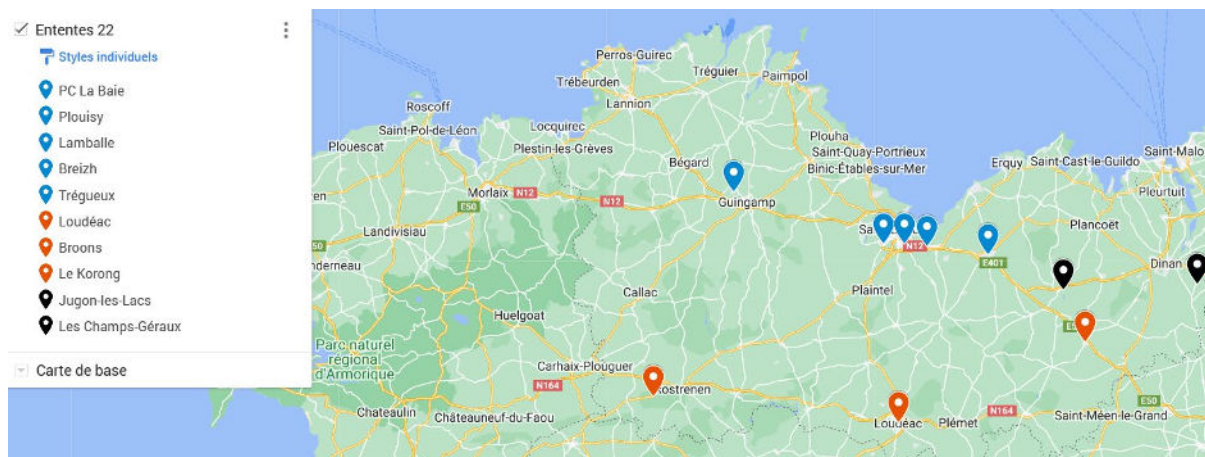 Ententes 22
Styles individuels
PC La Baie
Plouisy
Lamballe
Breizh
Trégueux
Loudéac
Broons
Le Korong
Jugon-les-Lacs
Les Champs-Géraux
Carte de base
Perros-Guirec
Trébeurden
Tréguier
Paimpol
Lannion
Roscoff
Saint-Pol-de-Léon
Locquirec
Plouescat
Plestin-les-Grèves
Plouha
Saint-Quay-Portrieux
Binic-Étables-sur-Mer
Bégard
Erquy
Saint-Cast-le-Guildo
Saint-Malo
Pleurtuit
Morlaix
N12
N12
Guingamp
E50
Landivisiau
Plancoët
N12
E401
Dinan
Callac
Plaintel
Huelgoat
Parc naturel
régional
d'Armorique
Carhaix-Plouguer
N164
Chateaulin
Châteauneuf-du-Faou
Loudéac
Plémet
N164
E50
Saint-Méen-le-Grand